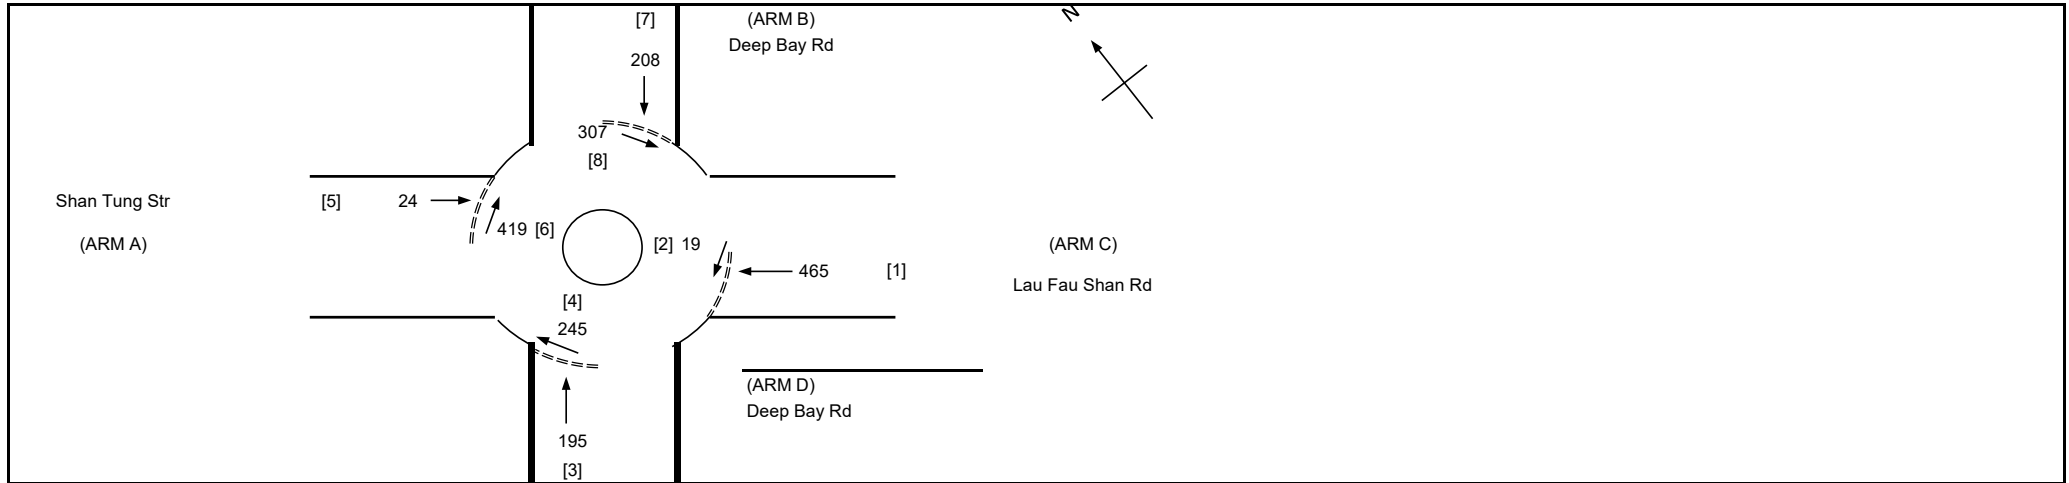 [7]
(ARM B)
N
Deep Bay Rd
208
307
[8]
Shan Tung Str
[5]
24
419 [6]
[2] 19
(ARM A)
(ARM C)
465
[1]
Lau Fau Shan Rd
[4]
245
(ARM D)
Deep Bay Rd
195
[3]